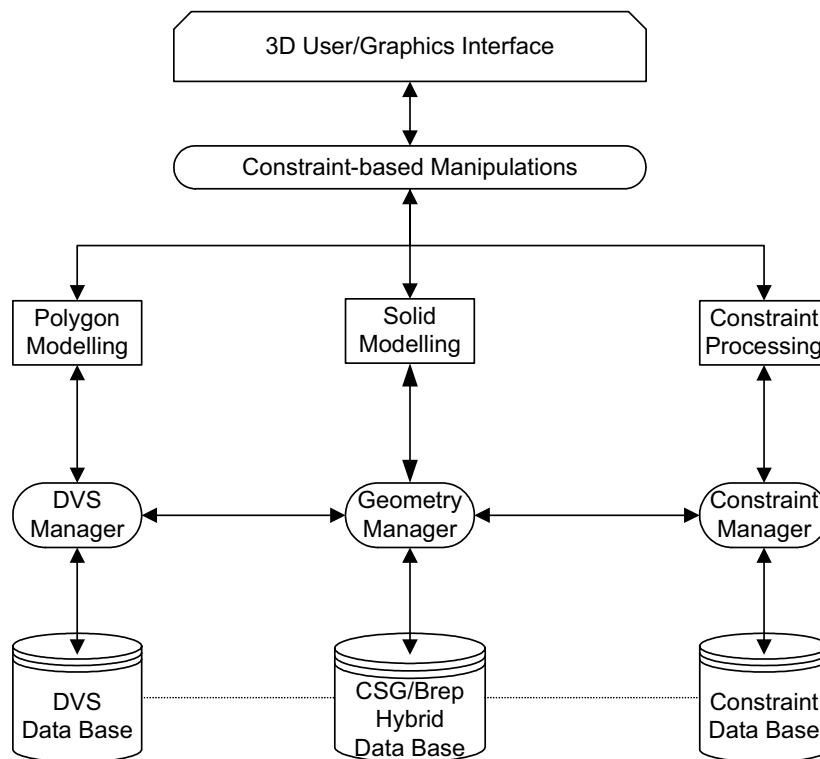 3D User/Graphics Interface
Constraint-based Manipulations
Polygon
Modelling
Solid
Modelling
Constraint
Processing
DVS
Manager
Geometry
Manager
Constraint
Manager
DVS
Data Base
CSG/Brep
Hybrid
Data Base
Constraint
Data Base